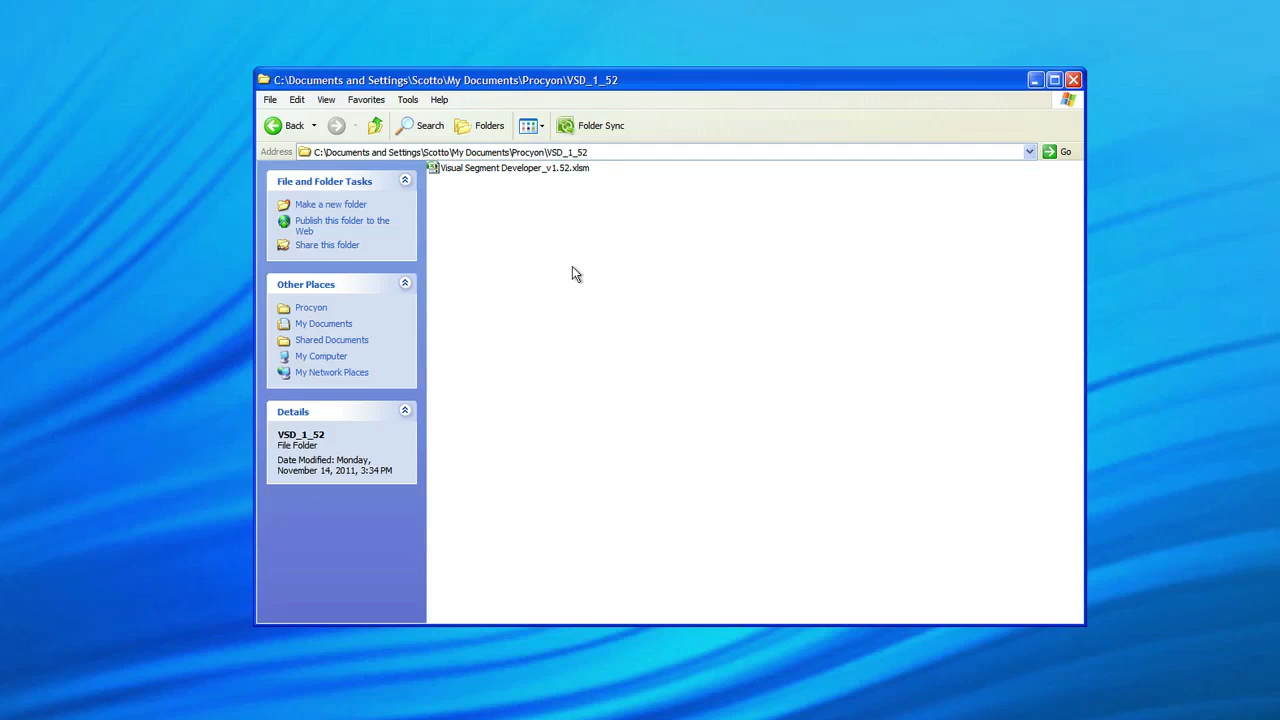 C:\Documents and Settings\Scotto\My Documents\Procyon\VSD_1_52
File Edit View Favorites Tools Help
Back Search Folders Folder Sync
Address C:\Documents and Settings\Scotto\My Documents\Procyon\VSD_1_52 Go
Visual Segment Developer_v1.52.xlsm
File and Folder Tasks
Make a new folder
Publish this folder to the
Web
Share this folder
Other Places
Procyon
My Documents
Shared Documents
My Computer
My Network Places
Details
VSD_1_52
File Folder
Date Modified: Monday,
November 14, 2011, 3:34 PM